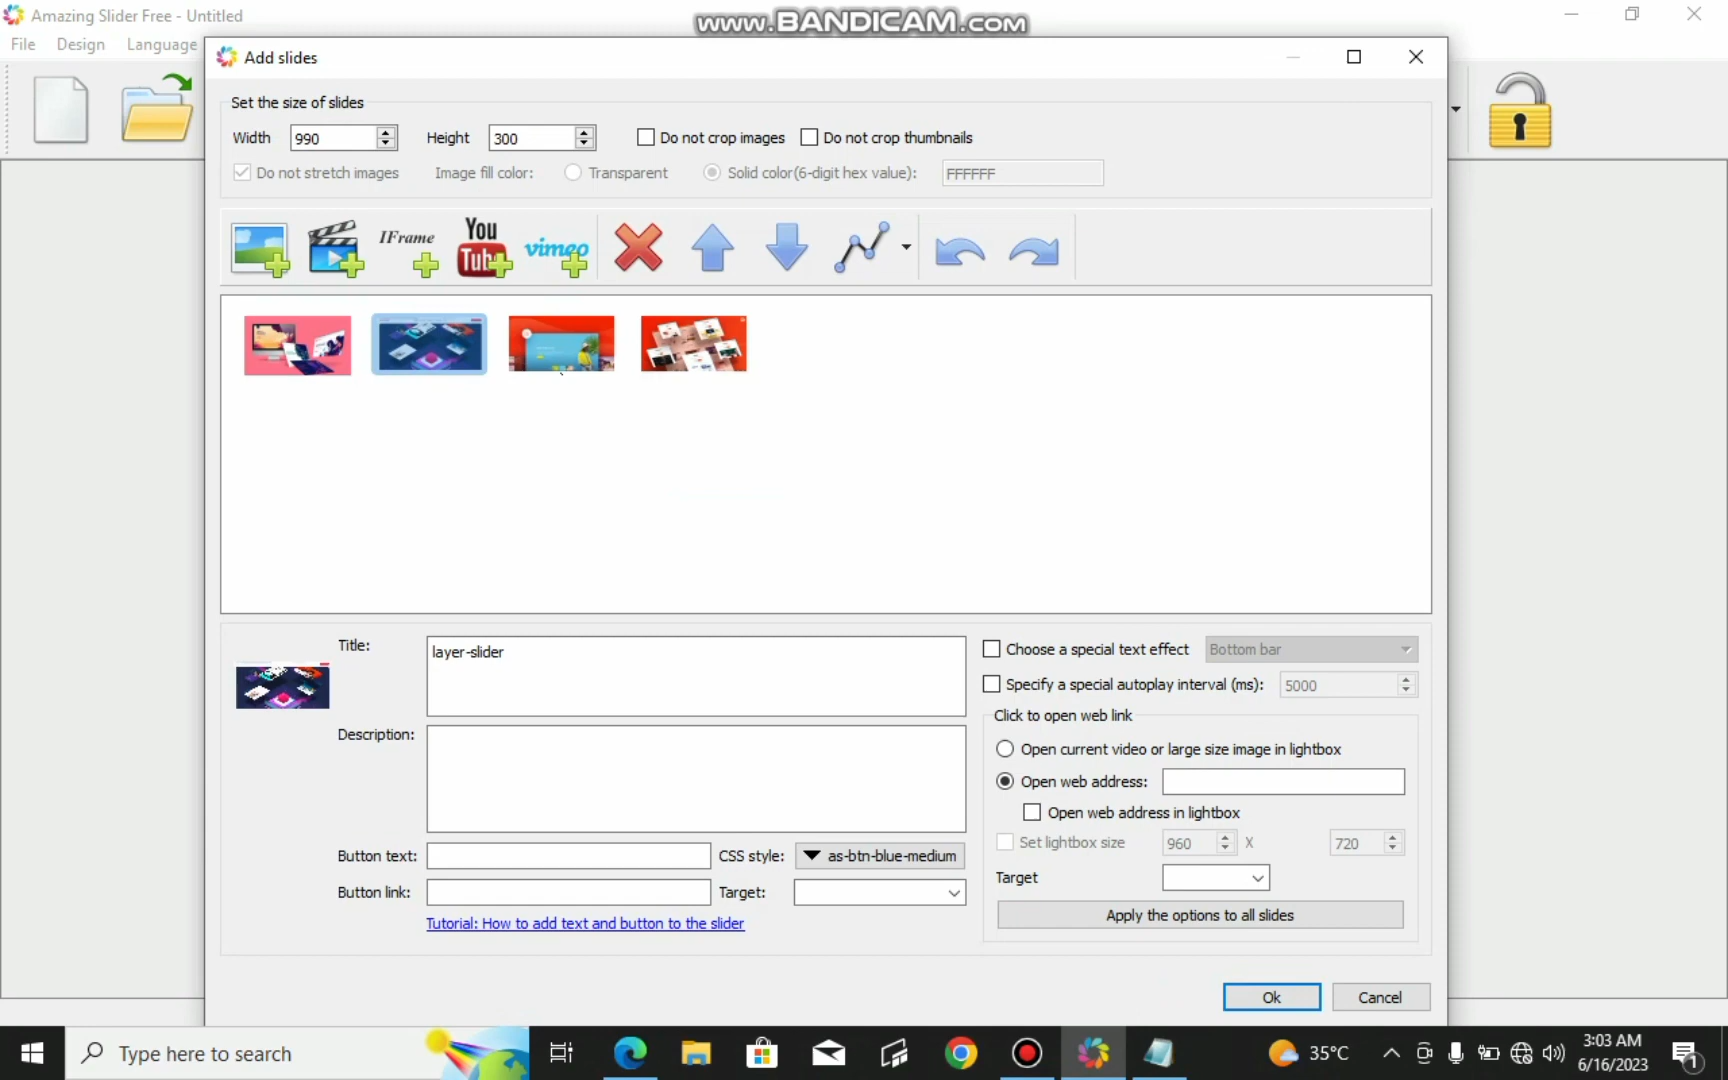 Amazing Slider Free - Untitled
www.BANDICAM.com
File Design Language
Add slides
Set the size of slides
Width 990 Height 300 Do not crop images Do not crop thumbnails
Do not stretch images Image fill color: Transparent Solid color(6-digit hex value): FFFFFF
IFrame You Tube vimeo
Title: layer-slider
Choose a special text effect Bottom bar
Specify a special autoplay interval (ms): 5000
Click to open web link
Description:
Open current video or large size image in lightbox
Open web address:
Open web address in lightbox
Set lightbox size 960 X 720
Button text: CSS style: as-btn-blue-medium
Target
Button link: Target:
Apply the options to all slides
Tutorial: How to add text and button to the slider
Ok Cancel
Type here to search
35°C
3:03 AM
6/16/2023
1